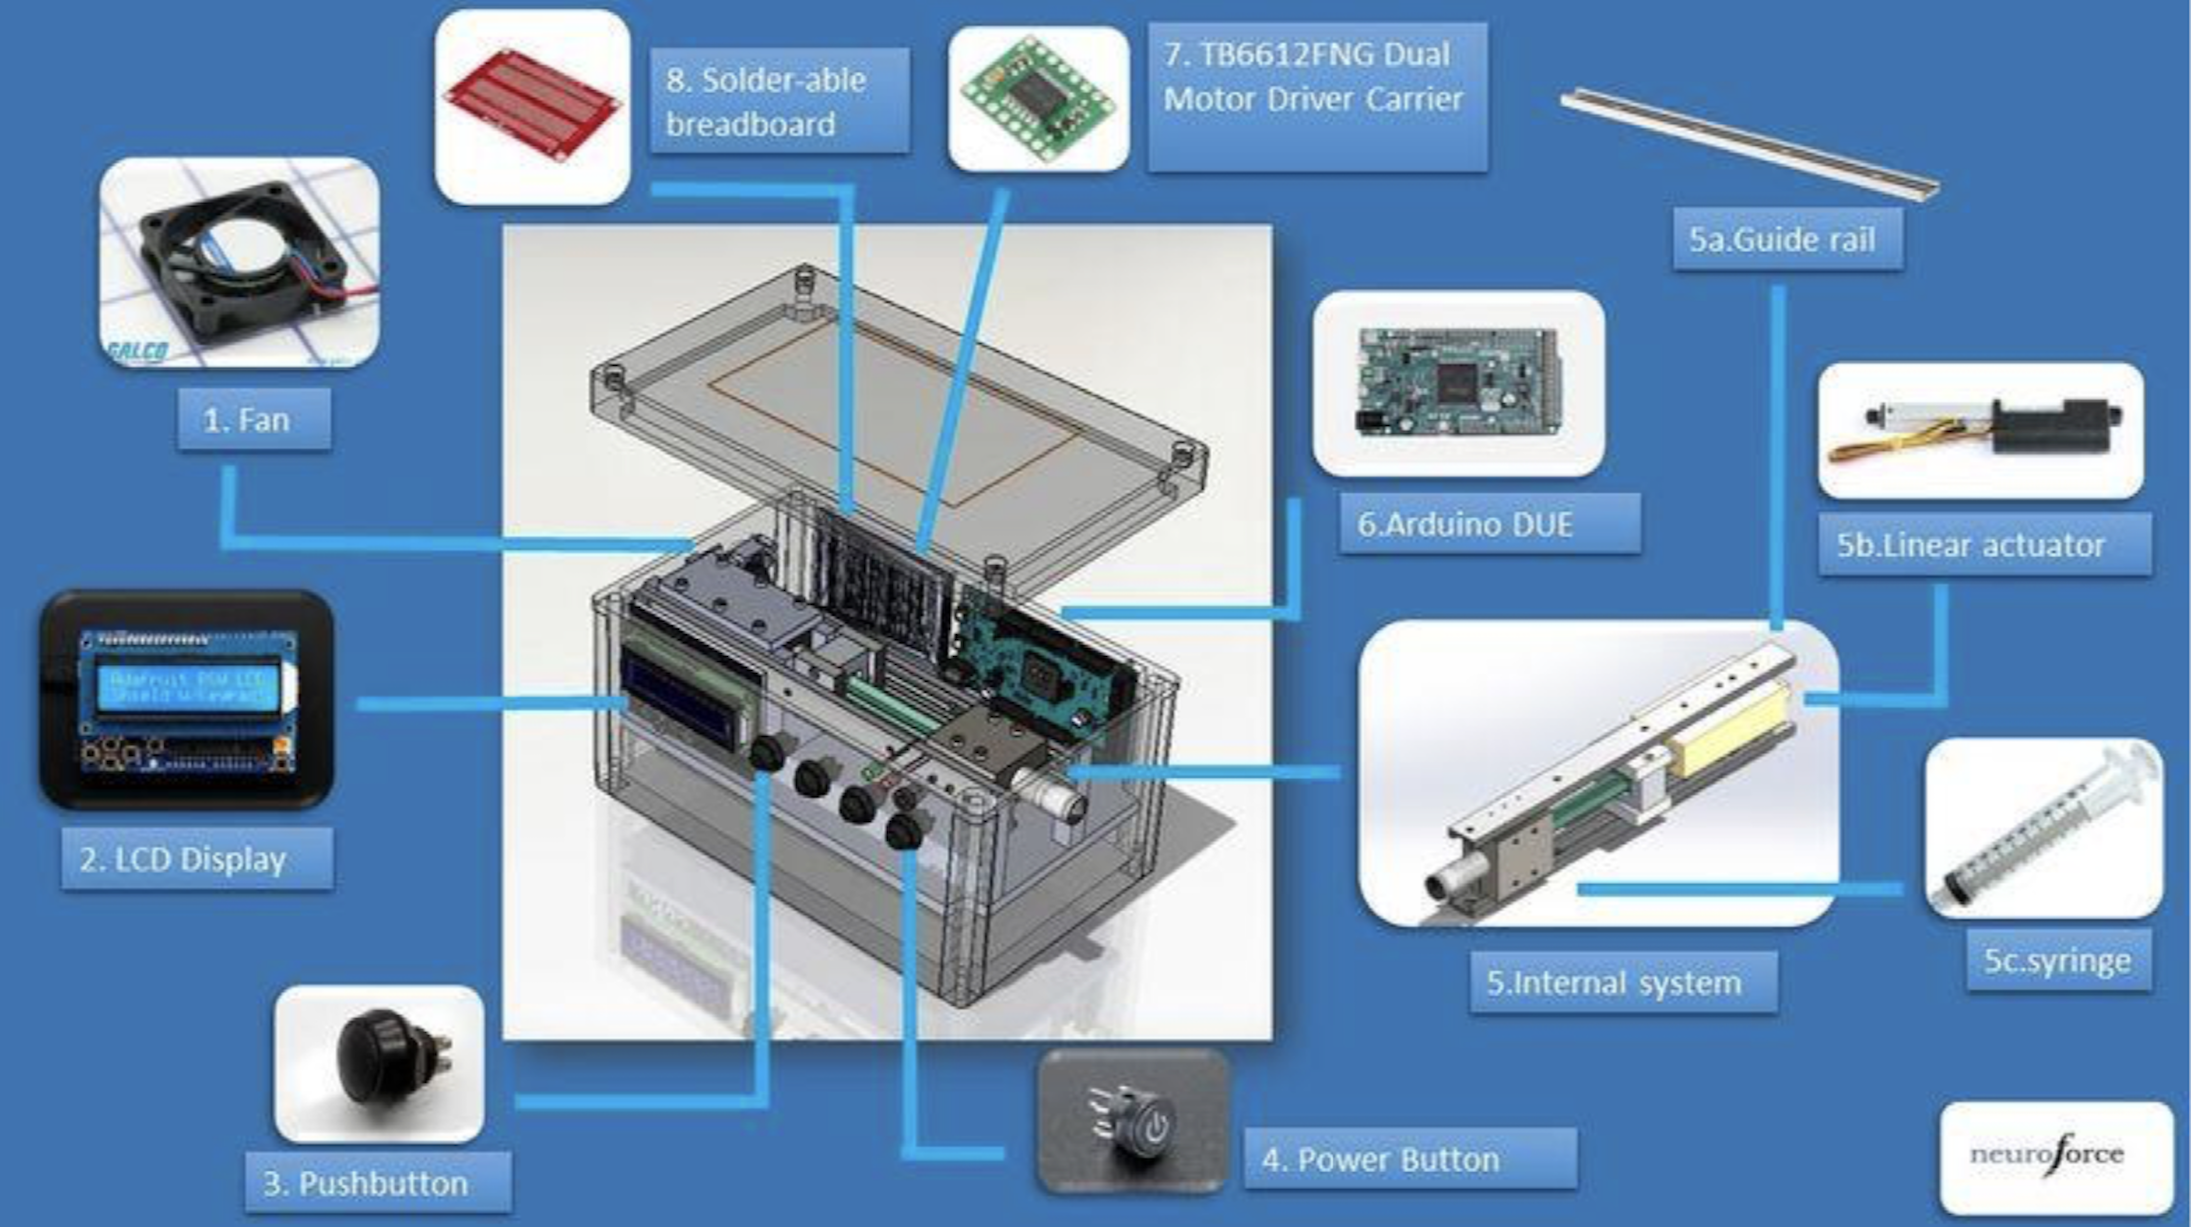 8. Solder-able
breadboard
7. TB6612FNG Dual
Motor Driver Carrier
5a.Guide rail
GALCO
1. Fan
6.Arduino DUE
5b.Linear actuator
Adafruit RGB LCD
Shield w/Keypad!
2. LCD Display
5.Internal system
5c.syringe
3. Pushbutton
4. Power Button
neuroforce